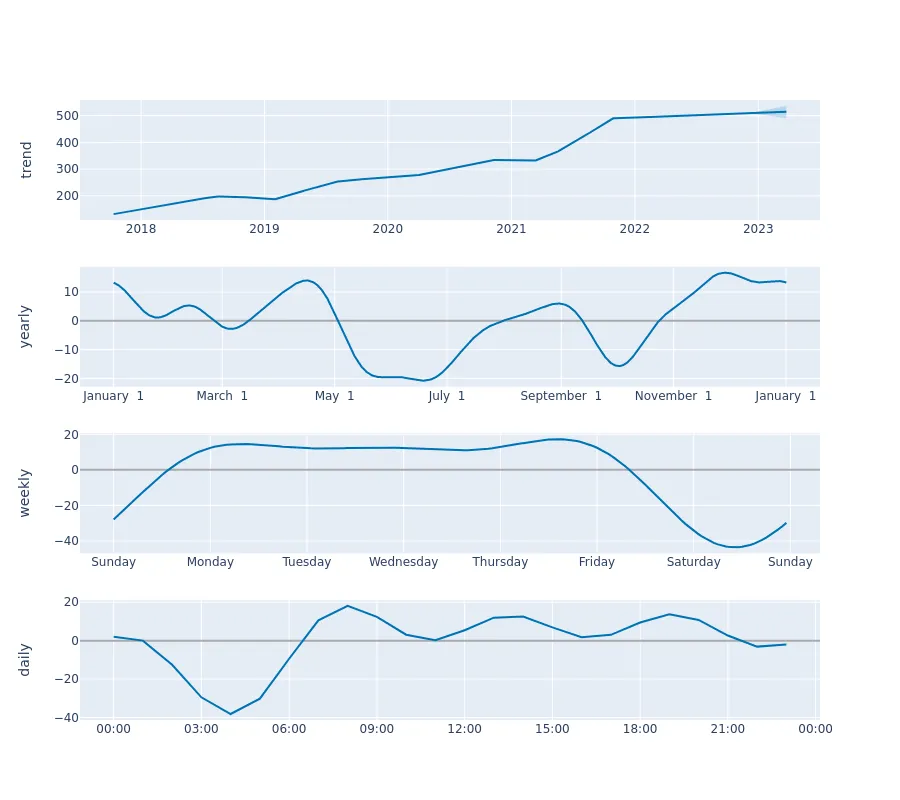 trend
500
400
300
200
2018 2019 2020 2021 2022 2023
yearly
10
0
−10
−20
January 1 March 1 May 1 July 1 September 1 November 1 January 1
weekly
20
0
−20
−40
Sunday Monday Tuesday Wednesday Thursday Friday Saturday Sunday
daily
20
0
−20
−40
00:00 03:00 06:00 09:00 12:00 15:00 18:00 21:00 00:00